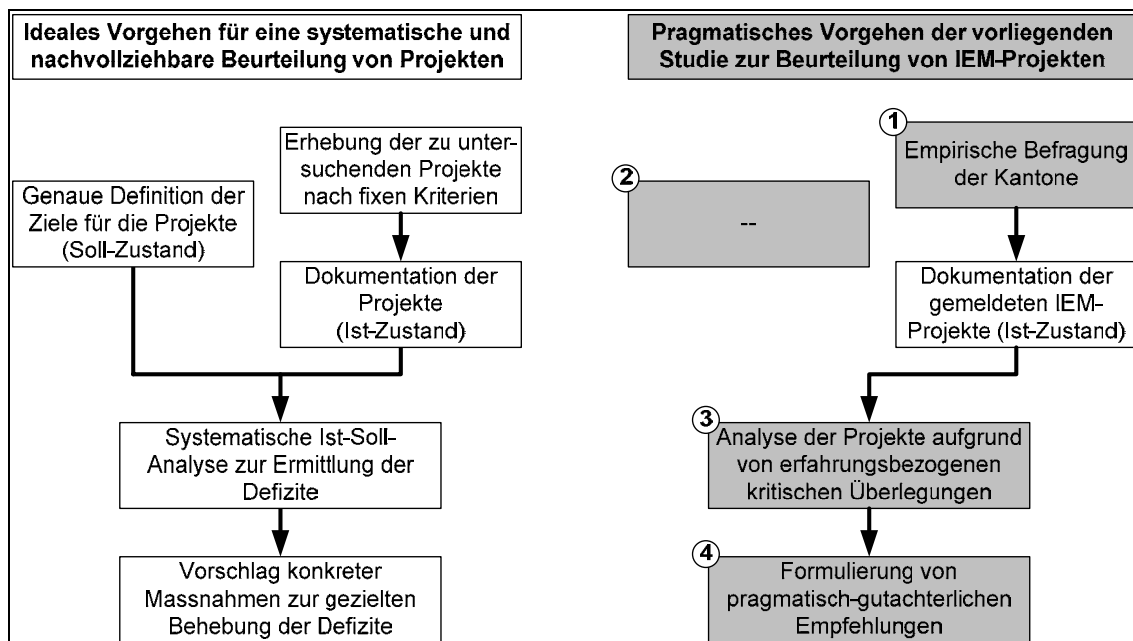 Ideales Vorgehen für eine systematische und
nachvollziehbare Beurteilung von Projekten
Erhebung der zu unter-
suchenden Projekte
nach fixen Kriterien
Genaue Definition der
Ziele für die Projekte
(Soll-Zustand)
Dokumentation der
Projekte
(Ist-Zustand)
Systematische Ist-Soll-
Analyse zur Ermittlung der
Defizite
Vorschlag konkreter
Massnahmen zur gezielten
Behebung der Defizite
Pragmatisches Vorgehen der vorliegenden
Studie zur Beurteilung von IEM-Projekten
1
Empirische Befragung
der Kantone
2
--
Dokumentation der
gemeldeten IEM-
Projekte (Ist-Zustand)
3
Analyse der Projekte aufgrund
von erfahrungsbezogenen
kritischen Überlegungen
4
Formulierung von
pragmatisch-gutachterlichen
Empfehlungen